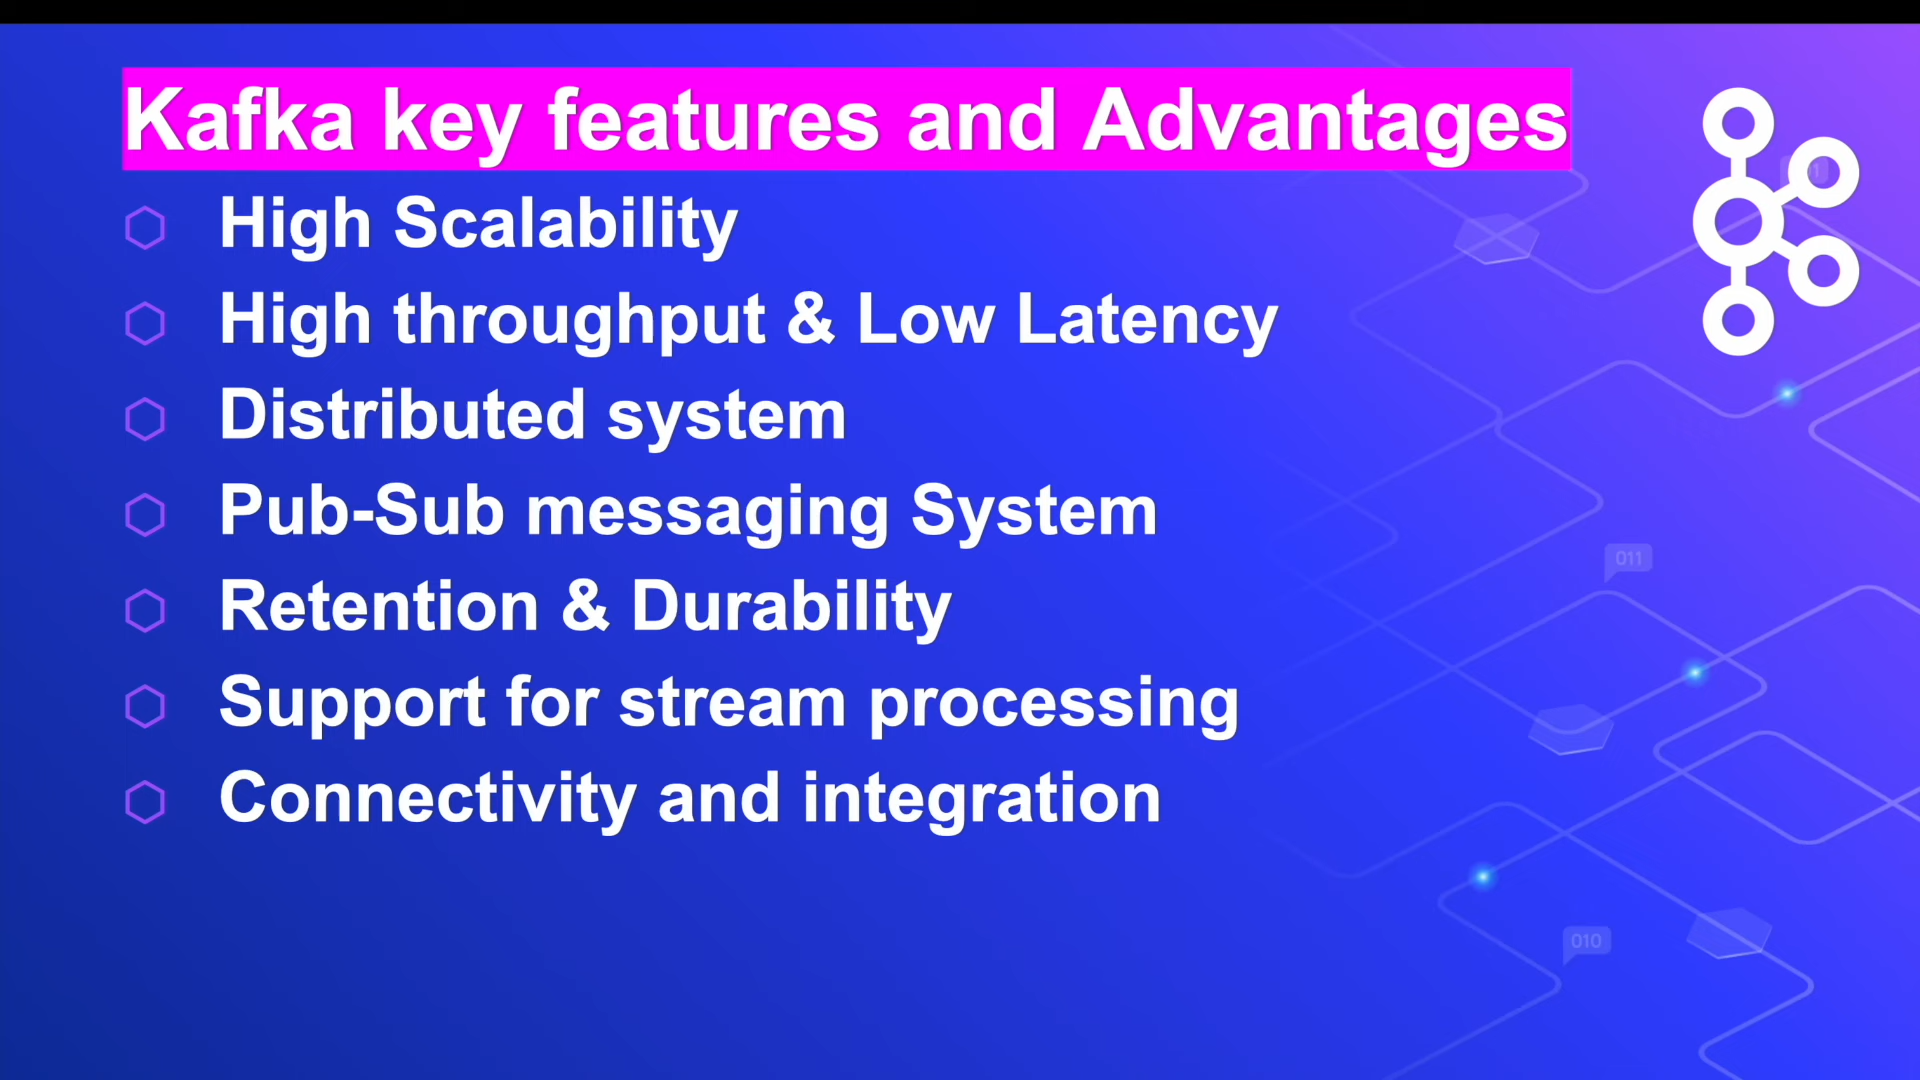 Kafka key features and Advantages
High Scalability
High throughput & Low Latency
Distributed system
Pub-Sub messaging System
Retention & Durability
Support for stream processing
Connectivity and integration
011
010